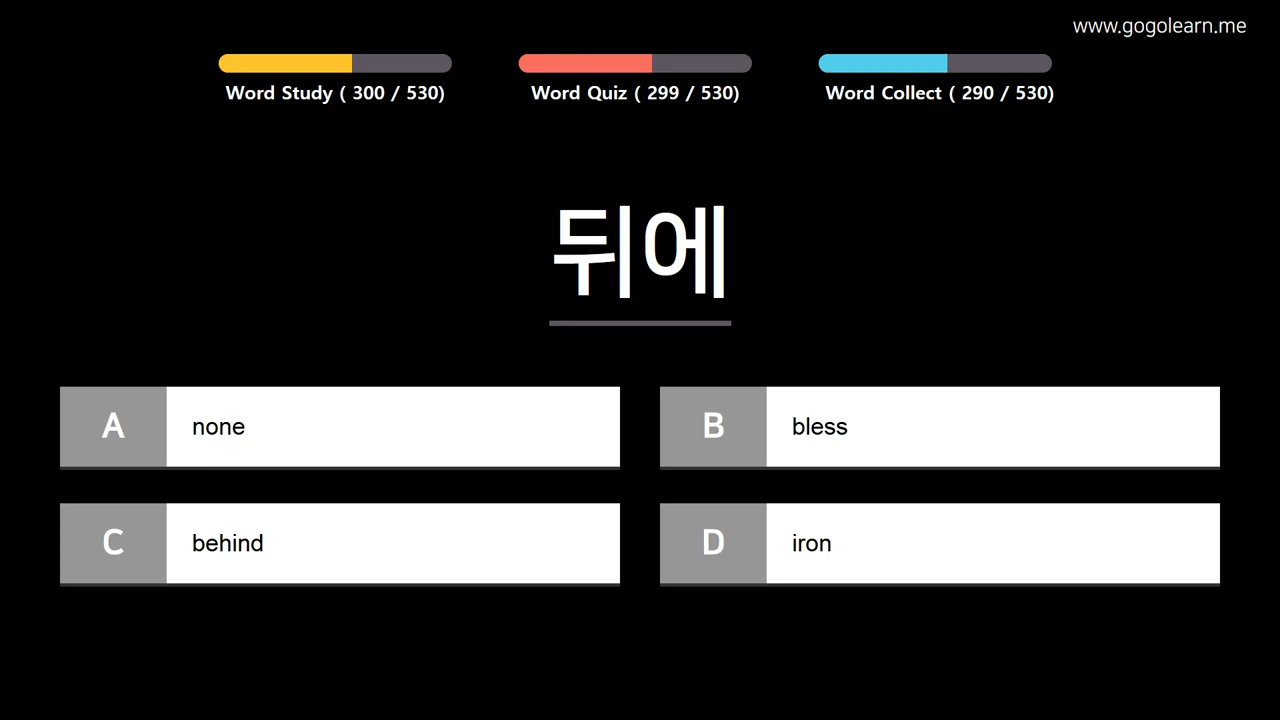 www.gogolearn.me
Word Study ( 300 / 530)
Word Quiz ( 299 / 530)
Word Collect ( 290 / 530)
뒤에
A none
B bless
C behind
D iron